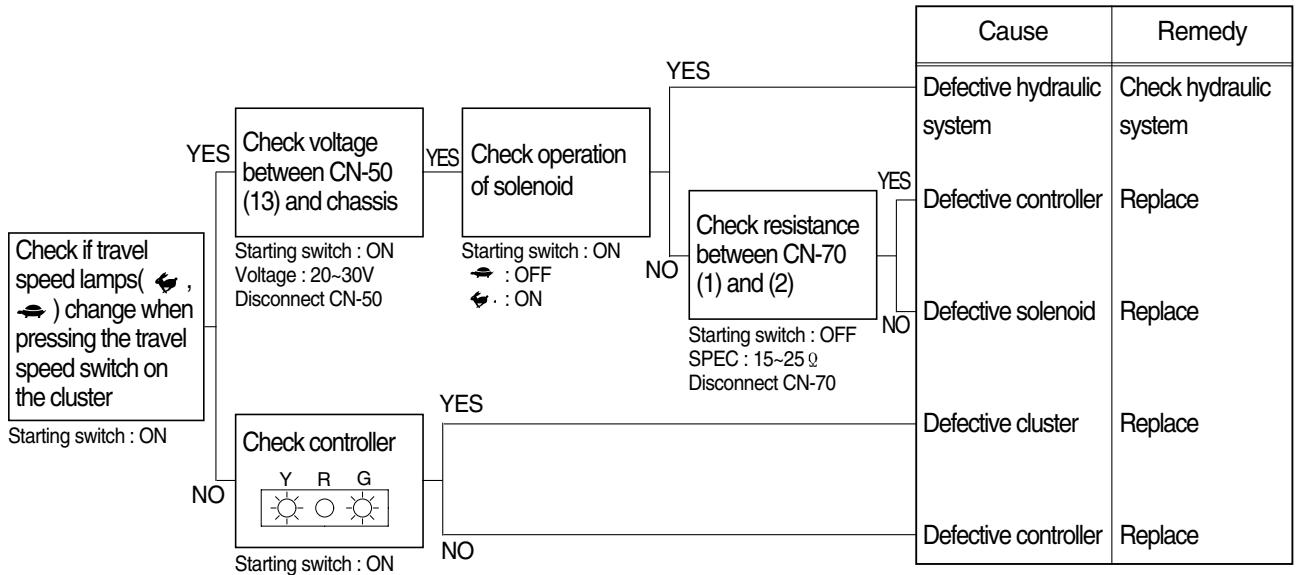 Cause Remedy
YES
Defective hydraulic Check hydraulic
system system
YES
Check voltage
between CN-50
(13) and chassis
YES
Check operation
of solenoid
YES
Defective controller Replace
Check if travel
speed lamps( ,
) change when
pressing the travel
speed switch on
the cluster
Starting switch : ON
Starting switch : ON
Voltage : 20~30V
Disconnect CN-50
Starting switch : ON
: OFF
: ON
NO
Check resistance
between CN-70
(1) and (2)
NO
Defective solenoid Replace
Starting switch : OFF
SPEC : 15~25 Ω
Disconnect CN-70
YES
Defective cluster Replace
NO
Check controller
Y R G
Starting switch : ON
NO
Defective controller Replace